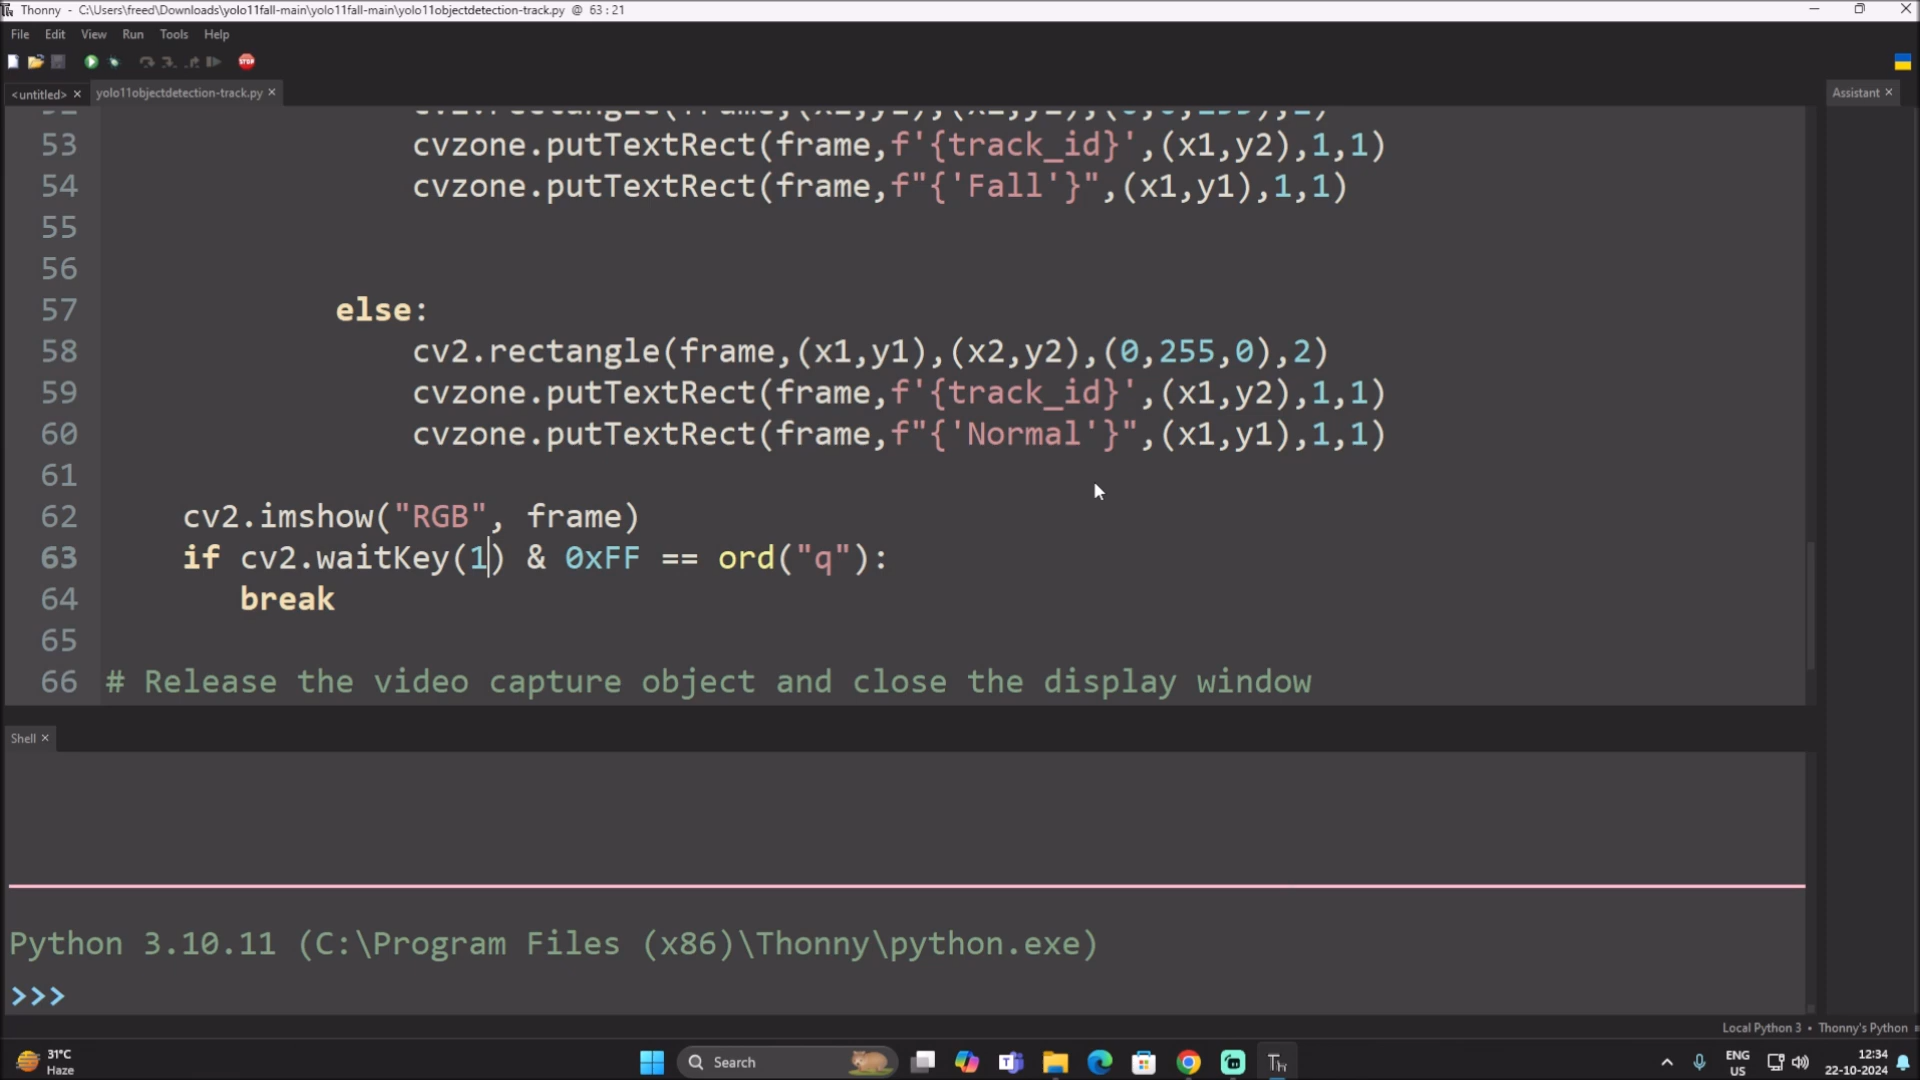 Thonny - C:\Users\freed\Downloads\yolo11fall-main\yolo11fall-main\yolo11objectdetection-track.py @ 63 : 21
File Edit View Run Tools Help
STOP
<untitled> × yolo11objectdetection-track.py ×
Assistant ×
53 cvzone.putTextRect(frame,f'{track_id}',(x1,y2),1,1)
54 cvzone.putTextRect(frame,f"{'Fall'}",(x1,y1),1,1)
55
56
57 else:
58 cv2.rectangle(frame,(x1,y1),(x2,y2),(0,255,0),2)
59 cvzone.putTextRect(frame,f'{track_id}',(x1,y2),1,1)
60 cvzone.putTextRect(frame,f"{'Normal'}",(x1,y1),1,1)
61
62 cv2.imshow("RGB", frame)
63 if cv2.waitKey(1) & 0xFF == ord("q"):
64 break
65
66 # Release the video capture object and close the display window
Shell ×
Python 3.10.11 (C:\Program Files (x86)\Thonny\python.exe)
>>>
Local Python 3 • Thonny's Python
31°C
Haze
Search
Th
ENG
US
12:34
22-10-2024